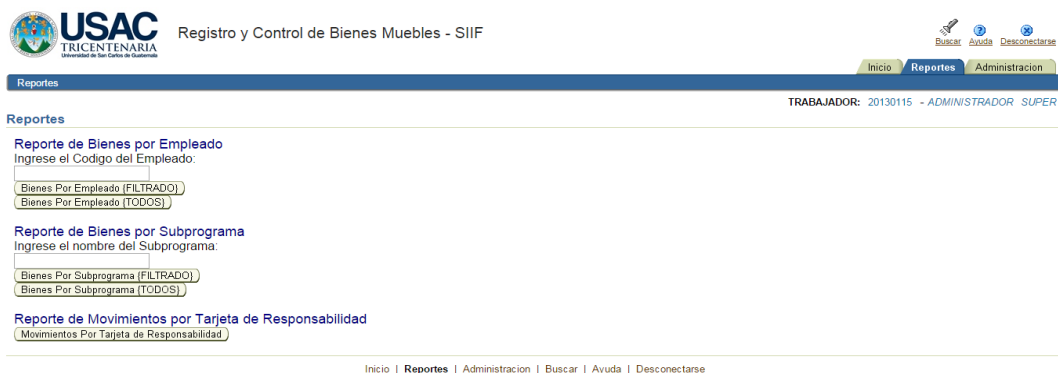 USAC
TRICENTENARIA
Universidad de San Carlos de Guatemala
Registro y Control de Bienes Muebles - SIIF
Buscar Ayuda Desconectarse
Inicio Reportes Administracion
Reportes
TRABAJADOR: 20130115 - ADMINISTRADOR SUPER
Reportes
Reporte de Bienes por Empleado
Ingrese el Codigo del Empleado:
Bienes Por Empleado {FILTRADO}
Bienes Por Empleado {TODOS}
Reporte de Bienes por Subprograma
Ingrese el nombre del Subprograma:
Bienes Por Subprograma {FILTRADO}
Bienes Por Subprograma {TODOS}
Reporte de Movimientos por Tarjeta de Responsabilidad
Movimientos Por Tarjeta de Responsabilidad
Inicio | Reportes | Administracion | Buscar | Ayuda | Desconectarse